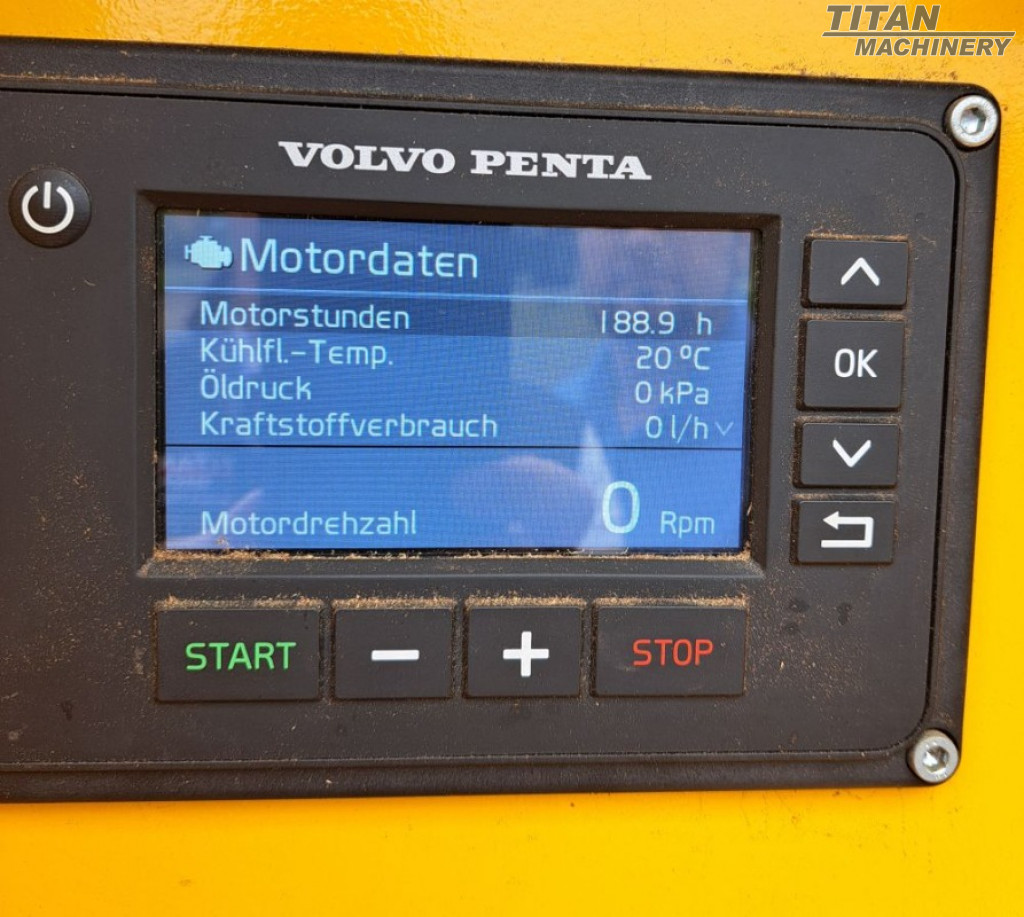 TITAN
MACHINERY
VOLVO PENTA
Motordaten
Motorstunden 188.9 h
Kühlfl.-Temp. 20 ºC
Öldruck 0 kPa
Kraftstoffverbrauch 0 l/h
Motordrehzahl 0 Rpm
OK
START − + STOP